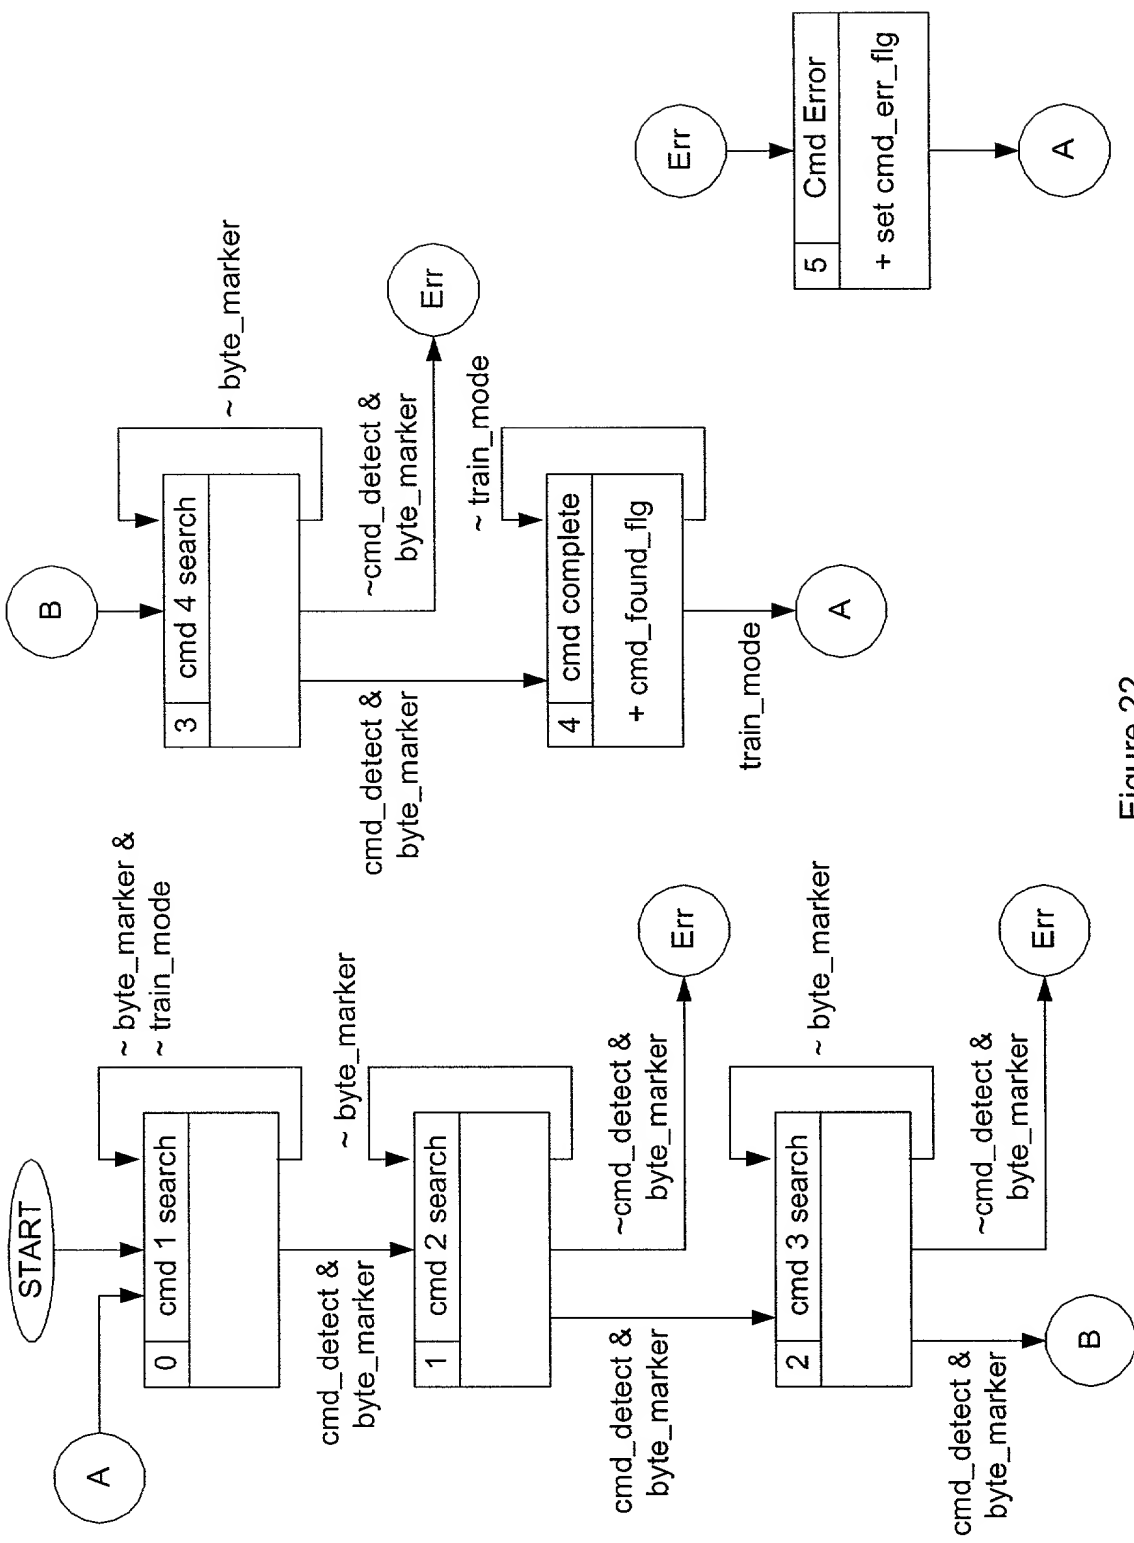 START
A
0 cmd 1 search
~ byte_marker &
~ train_mode
cmd_detect &
byte_marker
1 cmd 2 search
~ byte_marker
~cmd_detect &
byte_marker
Err
cmd_detect &
byte_marker
2 cmd 3 search
~ byte_marker
~cmd_detect &
byte_marker
Err
cmd_detect &
byte_marker
B
B
3 cmd 4 search
~ byte_marker
~cmd_detect &
byte_marker
Err
cmd_detect &
byte_marker
4 cmd complete
+ cmd_found_flg
~ train_mode
train_mode
A
Err
5 Cmd Error
+ set cmd_err_flg
A
Figure 22